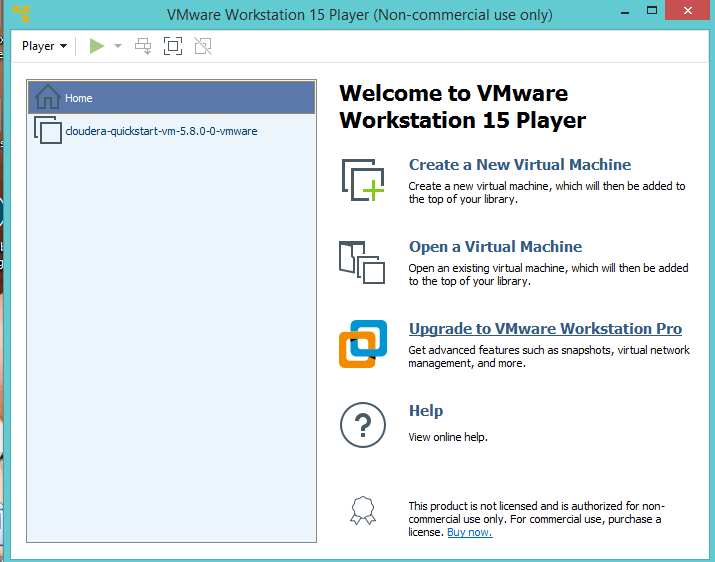 VMware Workstation 15 Player (Non-commercial use only)
Player
Home
cloudera-quickstart-vm-5.8.0-0-vmware
Welcome to VMware
Workstation 15 Player
Create a New Virtual Machine
Create a new virtual machine, which will then be added to
the top of your library.
Open a Virtual Machine
Open an existing virtual machine, which will then be added
to the top of your library.
Upgrade to VMware Workstation Pro
Get advanced features such as snapshots, virtual network
management, and more.
?
Help
View online help.
This product is not licensed and is authorized for non-
commercial use only. For commercial use, purchase a
license. Buy now.